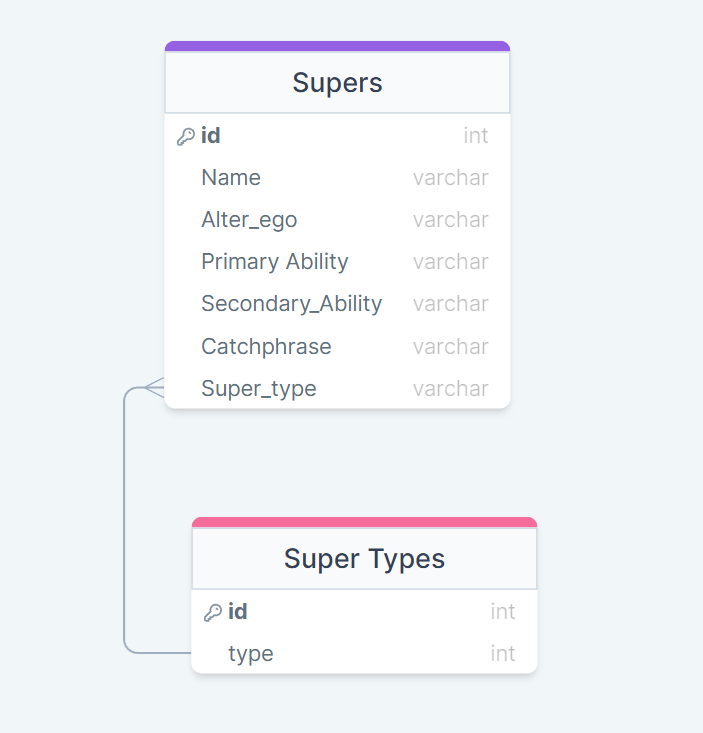 Supers
id int
Name varchar
Alter_ego varchar
Primary Ability varchar
Secondary_Ability varchar
Catchphrase varchar
Super_type varchar
Super Types
id int
type int